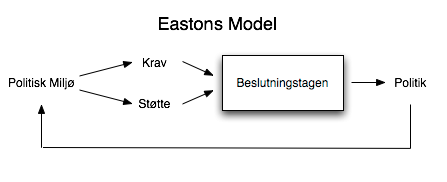 Eastons Model
Krav
Politisk Miljø
Beslutningstagen
Politik
Støtte